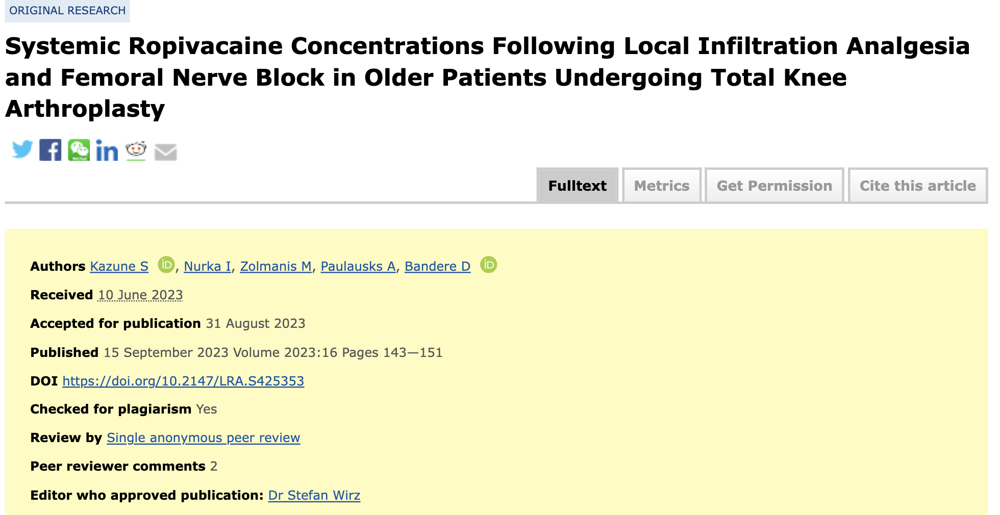 ORIGINAL RESEARCH
Systemic Ropivacaine Concentrations Following Local Infiltration Analgesia
and Femoral Nerve Block in Older Patients Undergoing Total Knee
Arthroplasty
Fulltext Metrics Get Permission Cite this article
Authors Kazune S iD, Nurka I, Zolmanis M, Paulausks A, Bandere D iD
Received 10 June 2023
Accepted for publication 31 August 2023
Published 15 September 2023 Volume 2023:16 Pages 143—151
DOI https://doi.org/10.2147/LRA.S425353
Checked for plagiarism Yes
Review by Single anonymous peer review
Peer reviewer comments 2
Editor who approved publication: Dr Stefan Wirz